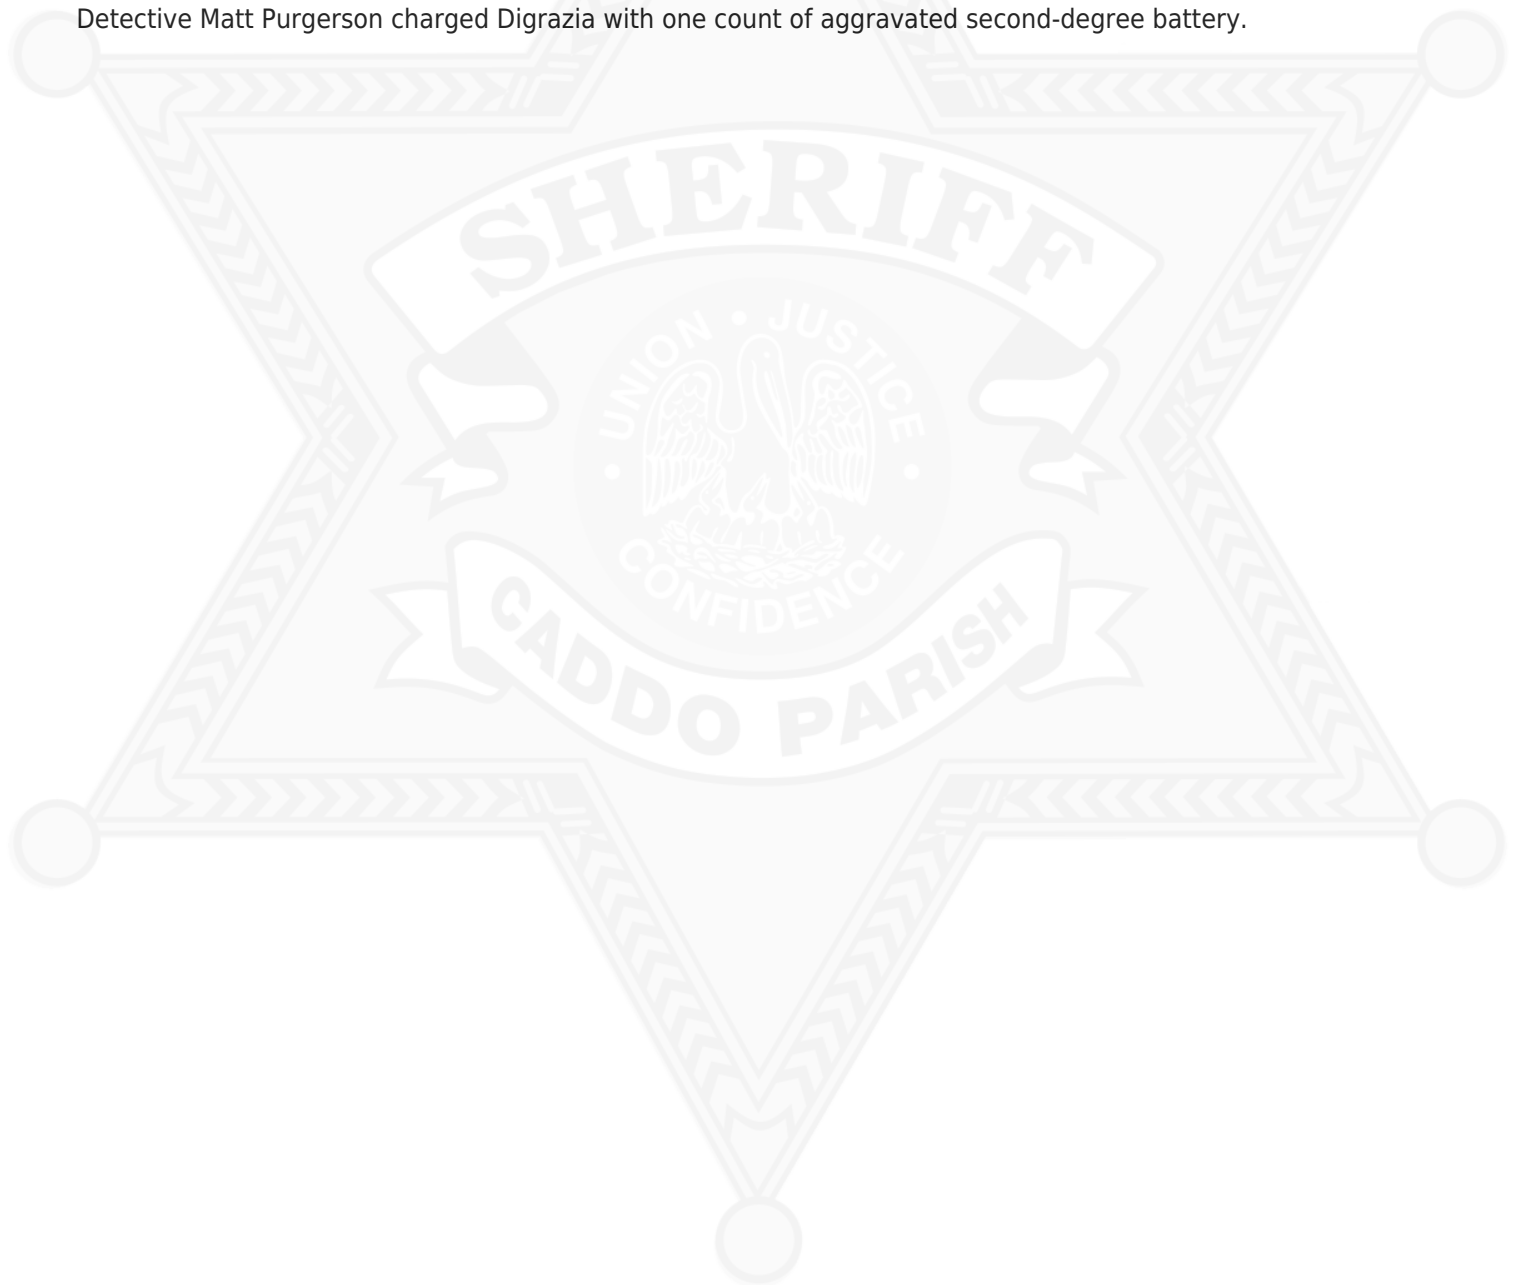 Detective Matt Purgerson charged Digrazia with one count of aggravated second-degree battery.
SHERIFF
UNION • JUSTICE
• CONFIDENCE •
CADDO PARISH